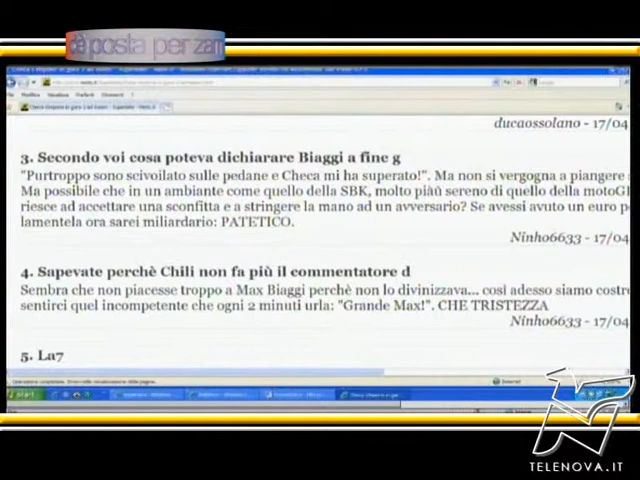 c'è posta per zam
ducaossolano - 17/04
3. Secondo voi cosa poteva dichiarare Biaggi a fine g
"Purtroppo sono scivoilato sulle pedane e Checa mi ha superato!". Ma non si vergogna a piangere s
Ma possibile che in un ambiante come quello della SBK, molto piàù sereno di quello della motoGI
riesce ad accettare una sconfitta e a stringere la mano ad un avversario? Se avessi avuto un euro p
lamentela ora sarei miliardario: PATETICO.
Ninho6633 - 17/04
4. Sapevate perchè Chili non fa più il commentatore d
Sembra che non piacesse troppo a Max Biaggi perchè non lo divinizzava... così adesso siamo costre
sentirci quel incompetente che ogni 2 minuti urla: "Grande Max!". CHE TRISTEZZA
Ninho6633 - 17/04
5. La7
start
TELENOVA.IT